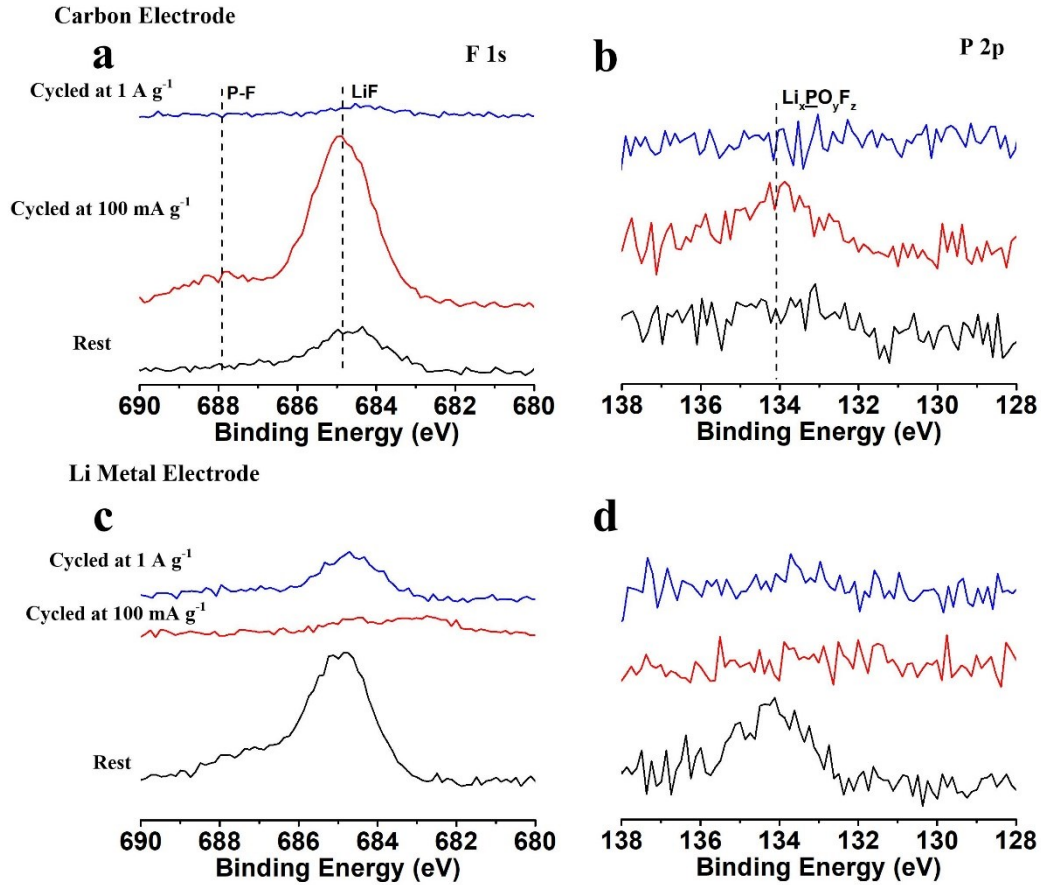 Carbon Electrode
a
F 1s
b
P 2p
Cycled at 1 A g⁻¹
P-F
LiF
LiₓPOᵧF_z
Cycled at 100 mA g⁻¹
Rest
690 688 686 684 682 680
Binding Energy (eV)
138 136 134 132 130 128
Binding Energy (eV)
Li Metal Electrode
c
d
Cycled at 1 A g⁻¹
Cycled at 100 mA g⁻¹
Rest
690 688 686 684 682 680
Binding Energy (eV)
138 136 134 132 130 128
Binding Energy (eV)